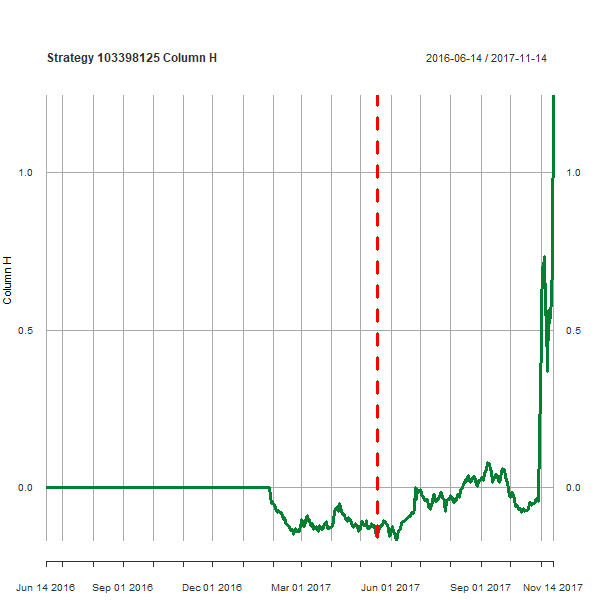 Strategy 103398125 Column H
2016-06-14 / 2017-11-14
1.0
1.0
Column H
0.5
0.5
0.0
0.0
Jun 14 2016
Sep 01 2016
Dec 01 2016
Mar 01 2017
Jun 01 2017
Sep 01 2017
Nov 14 2017